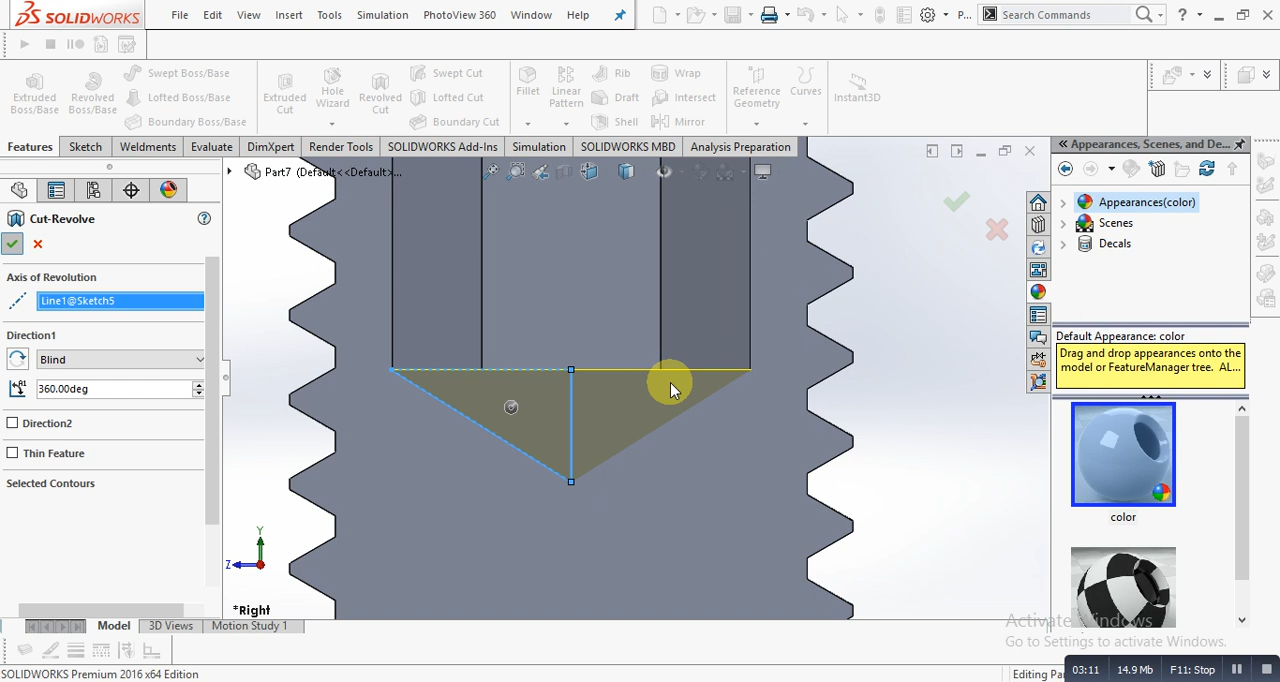 SOLIDWORKS
File Edit View Insert Tools Simulation PhotoView 360 Window Help
P...
Search Commands
Extruded Boss/Base
Revolved Boss/Base
Swept Boss/Base
Lofted Boss/Base
Boundary Boss/Base
Extruded Cut
Hole Wizard
Revolved Cut
Swept Cut
Lofted Cut
Boundary Cut
Fillet
Linear Pattern
Rib
Draft
Shell
Wrap
Intersect
Mirror
Reference Geometry
Curves
Instant3D
Features Sketch Weldments Evaluate DimXpert Render Tools SOLIDWORKS Add-Ins Simulation SOLIDWORKS MBD Analysis Preparation
Part7 (Default<<Default>...
Cut-Revolve
Axis of Revolution
Line1@Sketch5
Direction1
Blind
360.00deg
Direction2
Thin Feature
Selected Contours
Y
Z
*Right
Appearances, Scenes, and De...
Appearances(color)
Scenes
Decals
Default Appearance: color
Drag and drop appearances onto the
model or FeatureManager tree. AL...
color
Model 3D Views Motion Study 1
Activate Windows
Go to Settings to activate Windows.
SOLIDWORKS Premium 2016 x64 Edition
Editing Pa
03:11 14.9 Mb F11: Stop